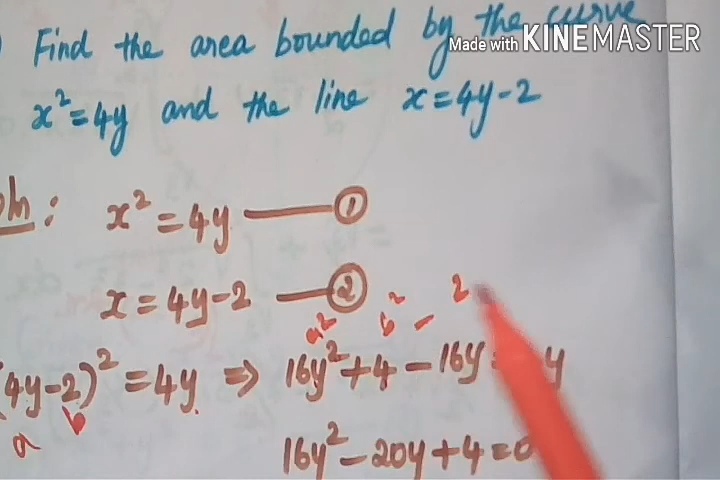 Find the area bounded by the curve
Made with KINEMASTER
x² = 4y and the line x = 4y - 2
oln : x² = 4y ①
x = 4y - 2 ②
a² b² - 2
(4y - 2)² = 4y ⇒ 16y² + 4 - 16y = y
a b
16y² - 20y + 4 = 0